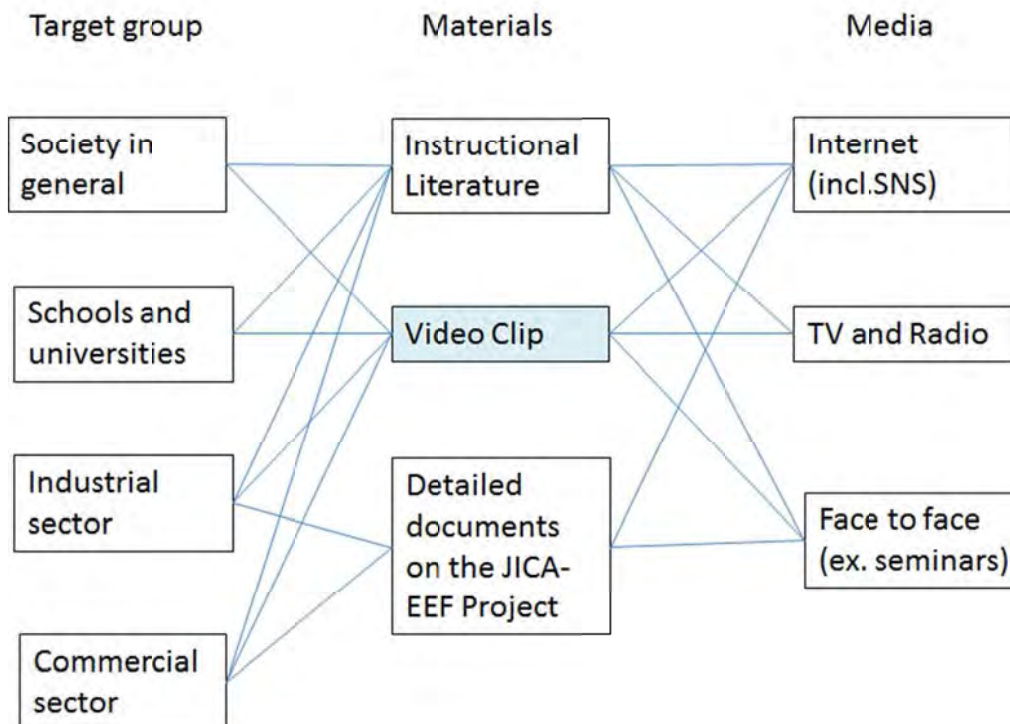 Target group
Materials
Media
Society in
general
Instructional
Literature
Internet
(incl.SNS)
Schools and
universities
Video Clip
TV and Radio
Industrial
sector
Detailed
documents
on the JICA-
EEF Project
Face to face
(ex. seminars)
Commercial
sector